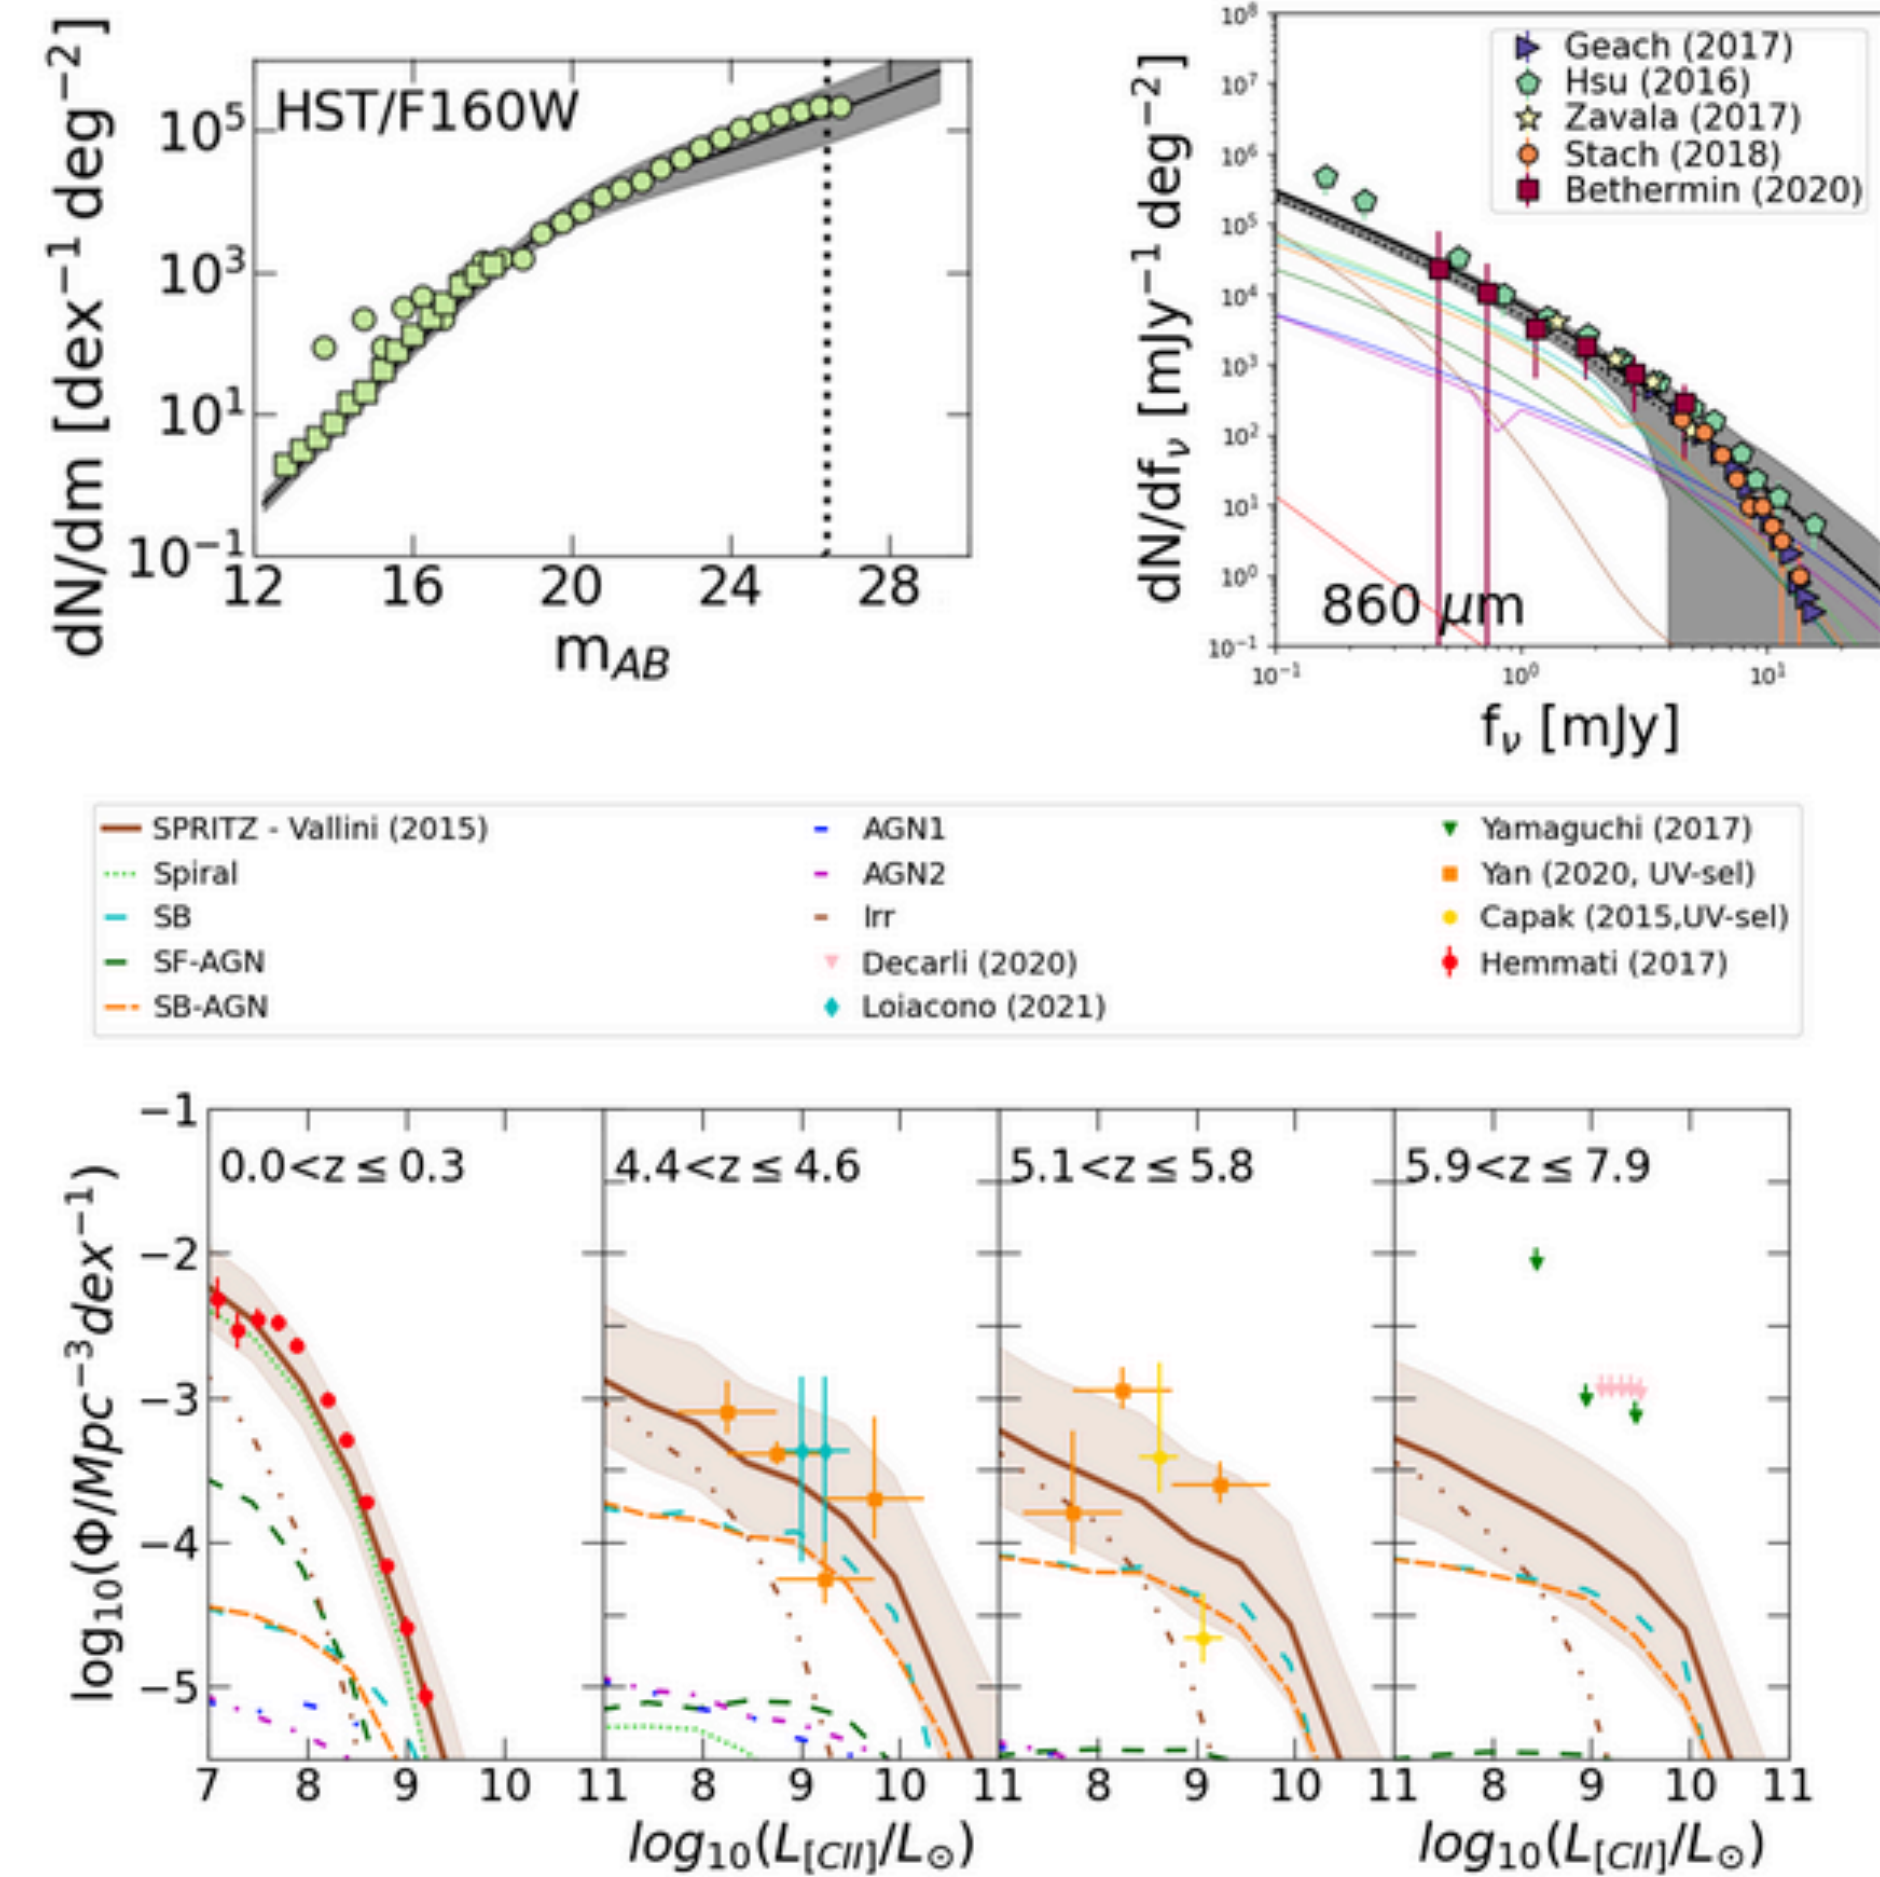 HST/F160W
dN/dm [dex⁻¹ deg⁻²]
10⁵
10³
10¹
10⁻¹
12 16 20 24 28
m_AB
dN/df_ν [mJy⁻¹ deg⁻²]
10⁸
10⁷
10⁶
10⁵
10⁴
10³
10²
10¹
10⁰
10⁻¹
Geach (2017)
Hsu (2016)
Zavala (2017)
Stach (2018)
Bethermin (2020)
860 μm
10⁻¹ 10⁰ 10¹
f_ν [mJy]
SPRITZ - Vallini (2015)
Spiral
SB
SF-AGN
SB-AGN
AGN1
AGN2
Irr
Decarli (2020)
Loiacono (2021)
Yamaguchi (2017)
Yan (2020, UV-sel)
Capak (2015,UV-sel)
Hemmati (2017)
log₁₀(Φ/Mpc⁻³dex⁻¹)
−1
−2
−3
−4
−5
0.0<z≤0.3
4.4<z≤4.6
5.1<z≤5.8
5.9<z≤7.9
7 8 9 10 11 8 9 10 11 8 9 10 11
8 9 10 11
log₁₀(L_[CII]/L_⊙)
log₁₀(L_[CII]/L_⊙)